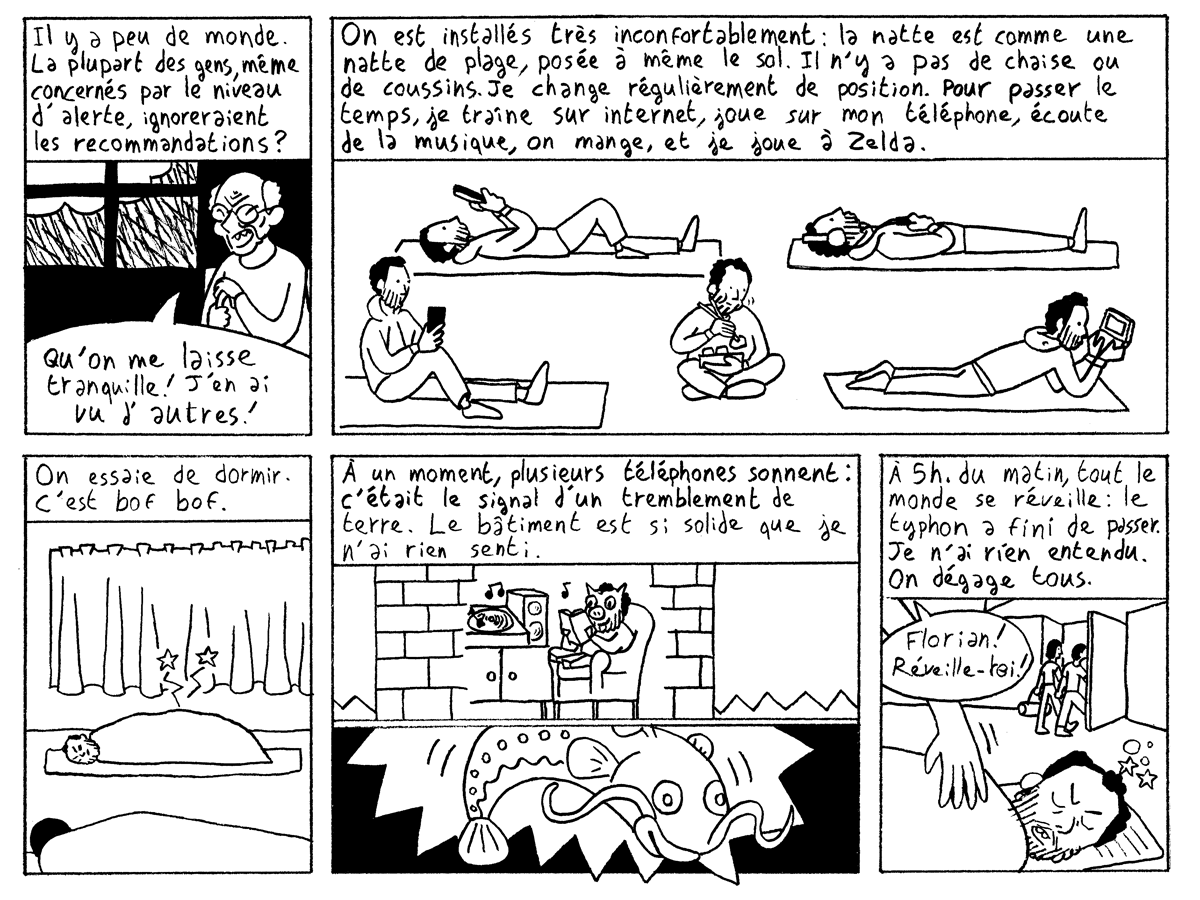 Il y a peu de monde.
La plupart des gens, même
concernés par le niveau
d'alerte, ignoreraient
les recommandations?
Qu'on me laisse
tranquille! J'en ai
vu d'autres!
On est installés très inconfortablement: la natte est comme une
natte de plage, posée à même le sol. Il n'y a pas de chaise ou
de coussins. Je change régulièrement de position. Pour passer le
temps, je traîne sur internet, joue sur mon téléphone, écoute
de la musique, on mange, et je joue à Zelda.
On essaie de dormir.
C'est bof bof.
À un moment, plusieurs téléphones sonnent:
c'était le signal d'un tremblement de
terre. Le bâtiment est si solide que je
n'ai rien senti.
À 5h. du matin, tout le
monde se réveille: le
typhon a fini de passer.
Je n'ai rien entendu.
On dégage tous.
Florian!
Réveille-toi!